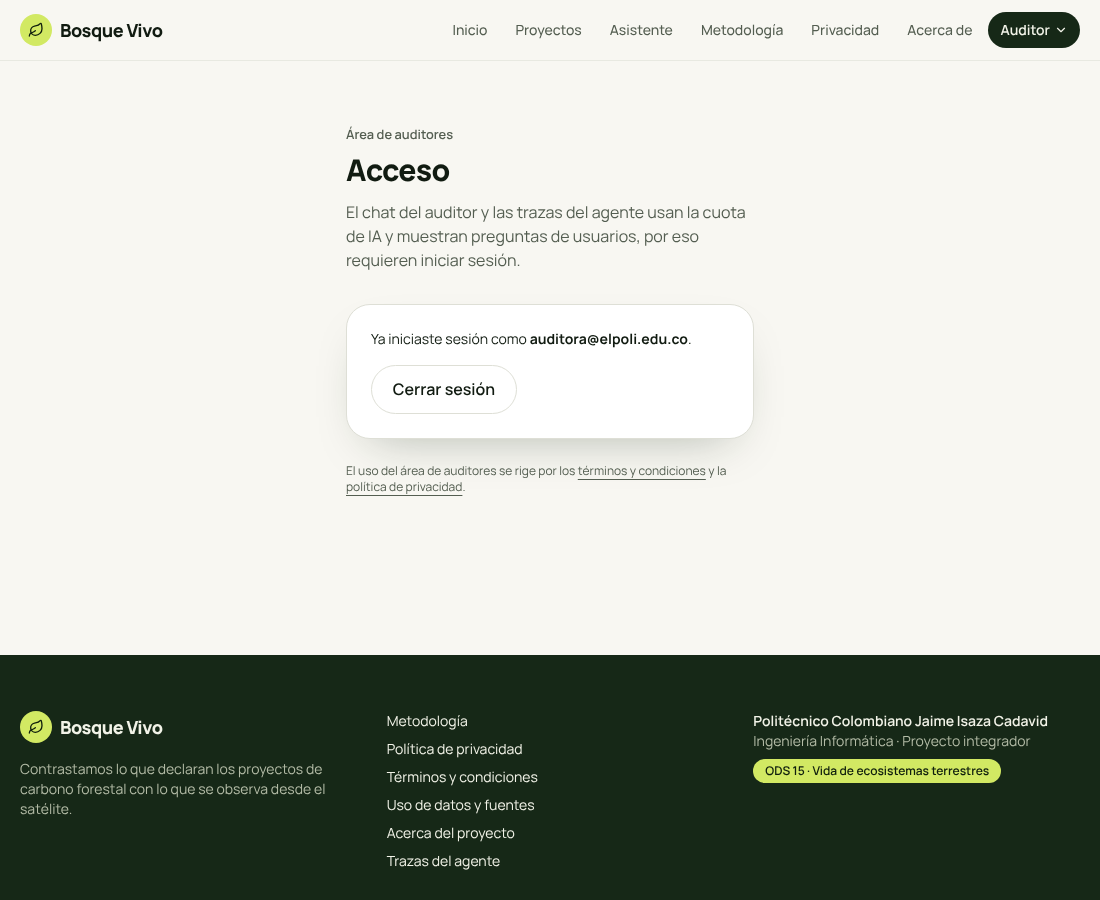 Bosque Vivo
Inicio
Proyectos
Asistente
Metodología
Privacidad
Acerca de
Auditor
Área de auditores
Acceso
El chat del auditor y las trazas del agente usan la cuota
de IA y muestran preguntas de usuarios, por eso
requieren iniciar sesión.
Ya iniciaste sesión como auditora@elpoli.edu.co.
Cerrar sesión
El uso del área de auditores se rige por los términos y condiciones y la
política de privacidad.
Bosque Vivo
Contrastamos lo que declaran los proyectos de
carbono forestal con lo que se observa desde el
satélite.
Metodología
Política de privacidad
Términos y condiciones
Uso de datos y fuentes
Acerca del proyecto
Trazas del agente
Politécnico Colombiano Jaime Isaza Cadavid
Ingeniería Informática · Proyecto integrador
ODS 15 · Vida de ecosistemas terrestres